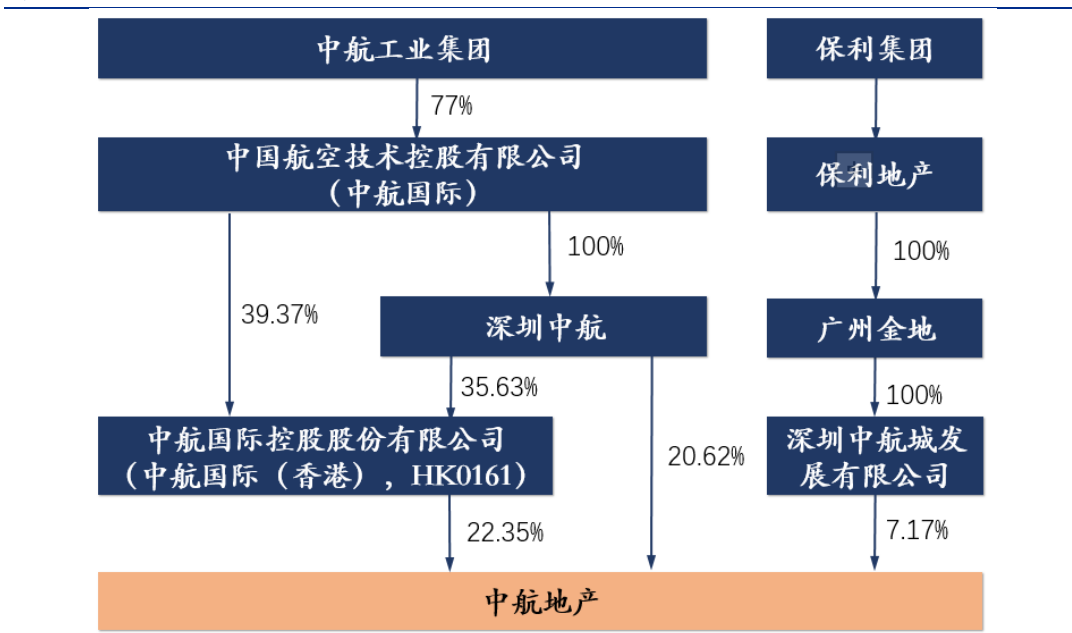 中航工业集团
保利集团
77%
中国航空技术控股有限公司
（中航国际）
保利地产
100%
100%
39.37%
深圳中航
广州金地
35.63%
100%
中航国际控股股份有限公司
（中航国际（香港），HK0161）
20.62%
深圳中航城发
展有限公司
22.35%
7.17%
中航地产